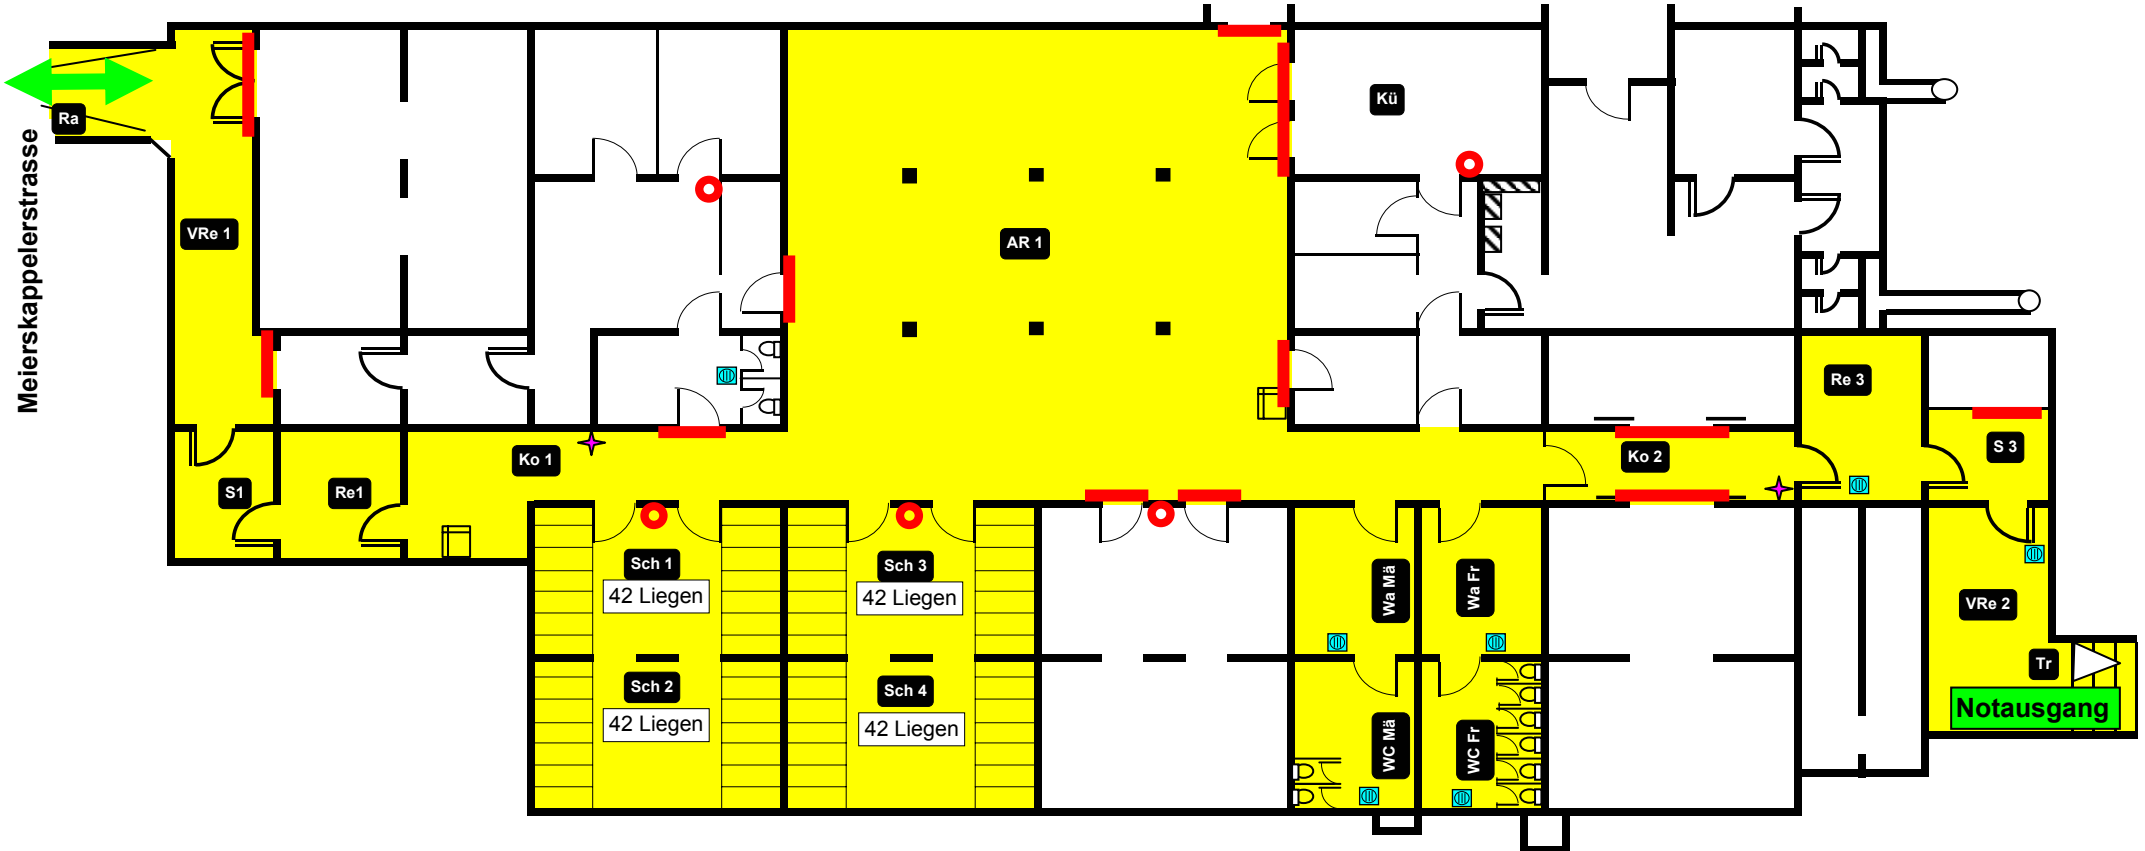 Ra
Meierskappelerstrasse
VRe 1
Kü
AR 1
Re 3
Ko 1
Ko 2
S 3
S1
Re1
Sch 1
42 Liegen
Sch 3
42 Liegen
Wa Mä
Wa Fr
VRe 2
Sch 2
42 Liegen
Sch 4
42 Liegen
WC Mä
WC Fr
Tr
Notausgang